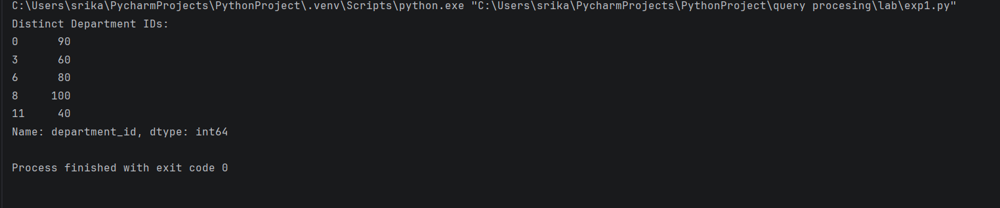 C:\Users\srika\PycharmProjects\PythonProject\.venv\Scripts\python.exe "C:\Users\srika\PycharmProjects\PythonProject\query procesing\lab\exp1.py"
Distinct Department IDs:
0      90
3      60
6      80
8     100
11     40
Name: department_id, dtype: int64
Process finished with exit code 0